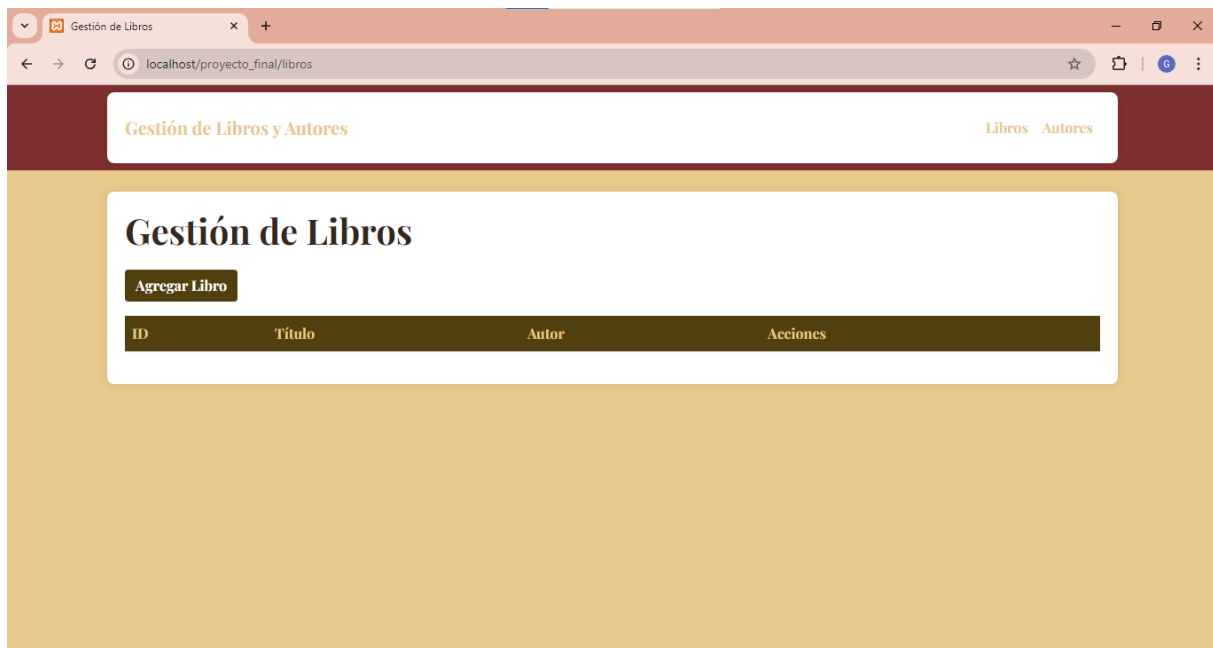 Gestión de Libros
localhost/proyecto_final/libros
G
Gestión de Libros y Autores
Libros Autores
Gestión de Libros
Agregar Libro
ID Título Autor Acciones